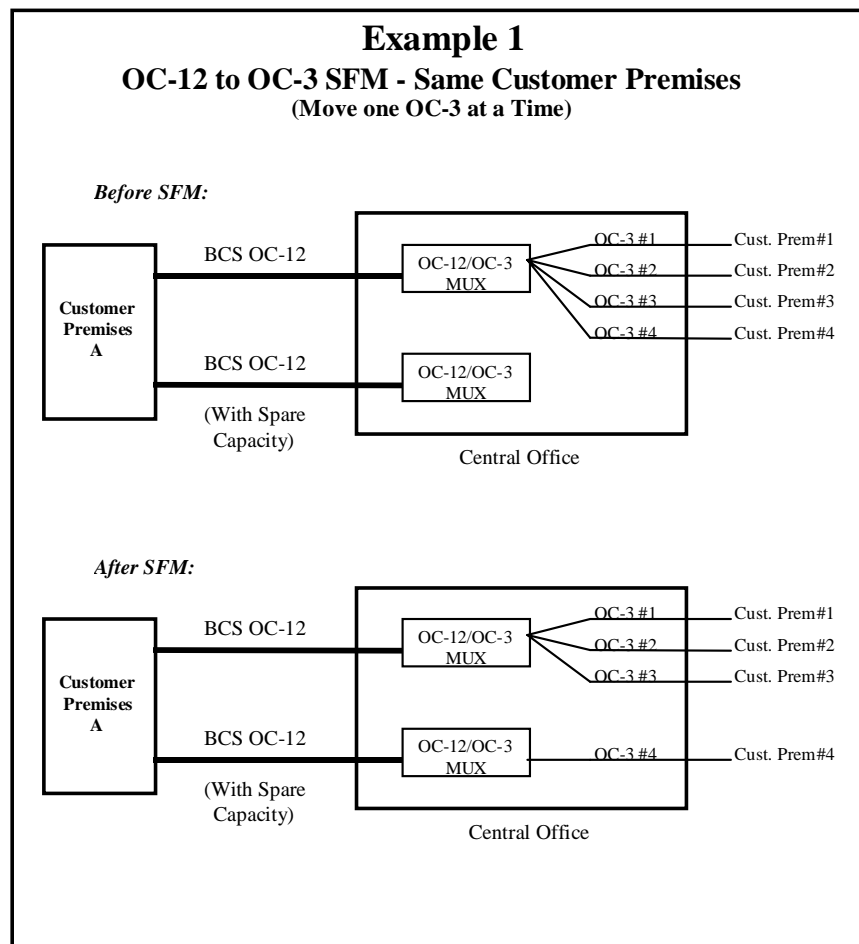 Example 1
OC-12 to OC-3 SFM - Same Customer Premises
(Move one OC-3 at a Time)
Before SFM:
BCS OC-12
Customer
Premises
A
BCS OC-12
(With Spare
Capacity)
OC-12/OC-3
MUX
OC-12/OC-3
MUX
OC-3 #1
Cust. Prem#1
OC-3 #2
Cust. Prem#2
OC-3 #3
Cust. Prem#3
OC-3 #4
Cust. Prem#4
Central Office
After SFM:
BCS OC-12
Customer
Premises
A
BCS OC-12
(With Spare
Capacity)
OC-12/OC-3
MUX
OC-12/OC-3
MUX
OC-3 #1
Cust. Prem#1
OC-3 #2
Cust. Prem#2
OC-3 #3
Cust. Prem#3
OC-3 #4
Cust. Prem#4
Central Office